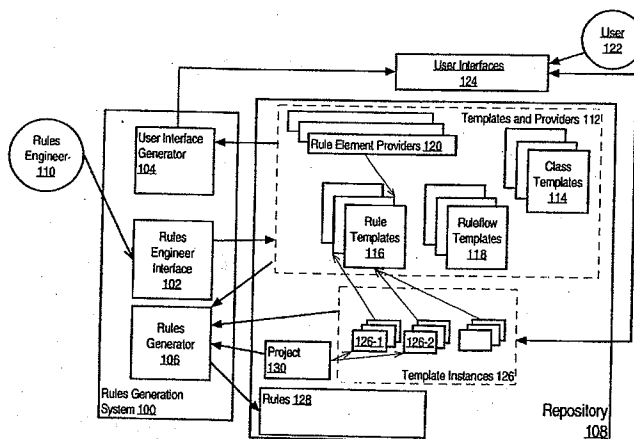 User
122
User Interfaces
124
Templates and Providers 112
Rules
Engineer
110
User Interface
Generator
104
Rule Element Providers 120
Class
Templates
114
Rule
Templates
116
Ruleflow
Templates
118
Rules
Engineer
Interface
102
Rules
Generator
106
Project
130
126-1
126-2
Template Instances 126
Rules Generation
System 100
Rules 128
Repository
108